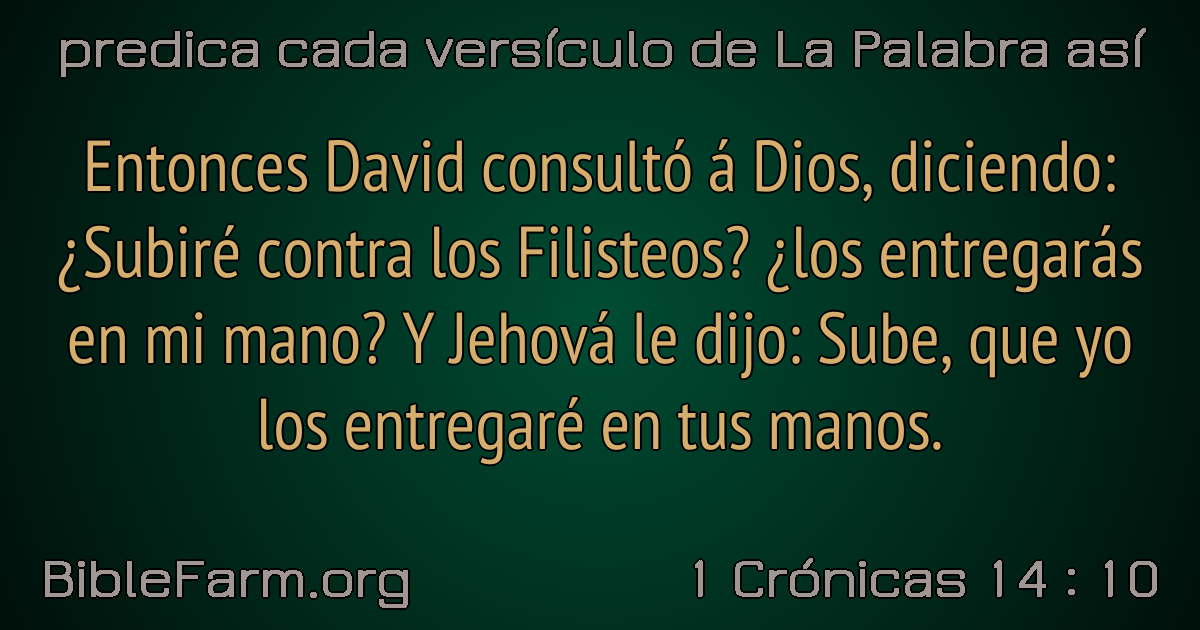 predica cada versículo de La Palabra así
Entonces David consultó á Dios, diciendo:
¿Subiré contra los Filisteos? ¿los entregarás
en mi mano? Y Jehová le dijo: Sube, que yo
los entregaré en tus manos.
BibleFarm.org
1 Crónicas 14 : 10